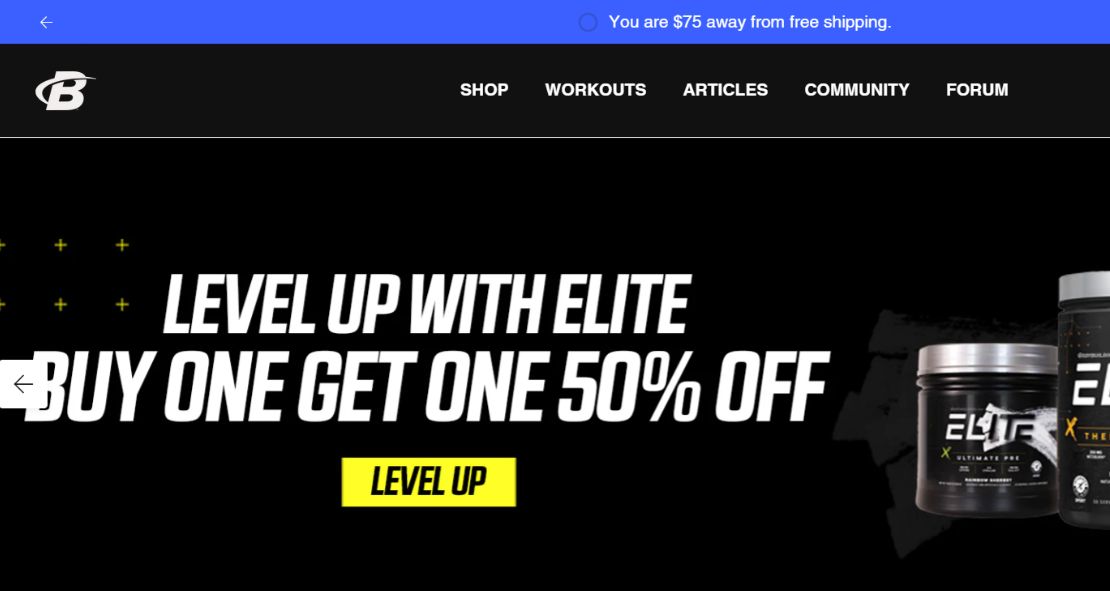 You are $75 away from free shipping.
B
SHOP WORKOUTS ARTICLES COMMUNITY FORUM
LEVEL UP WITH ELITE
BUY ONE GET ONE 50% OFF
LEVEL UP
ELITE
ULTIMATE PRE
RAINBOW SHERBET
EL
THE